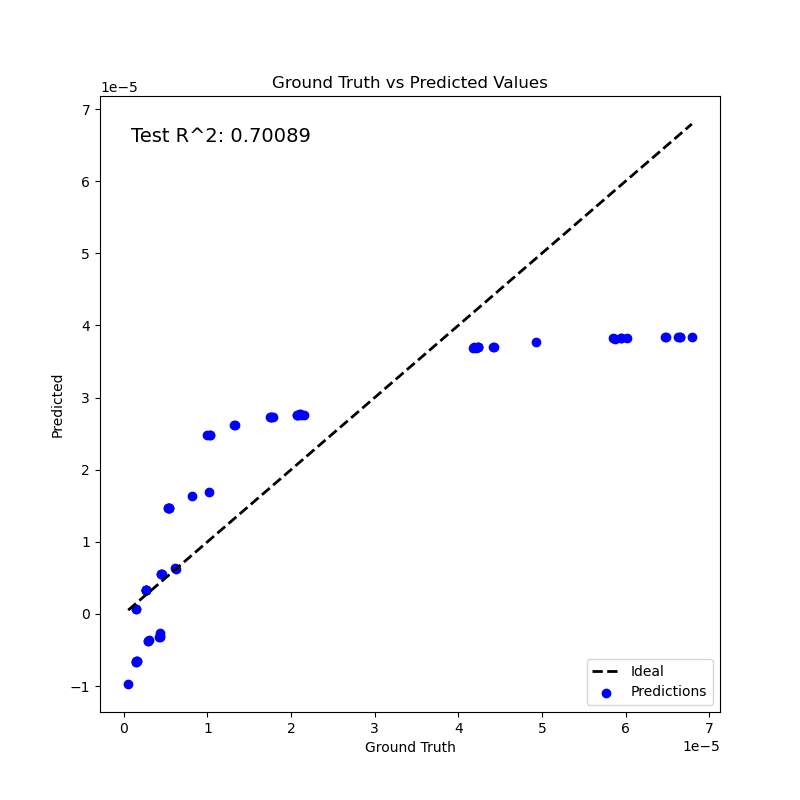 Ground Truth vs Predicted Values
1e−5
Test R^2: 0.70089
7
6
5
4
3
2
1
0
−1
Predicted
Ideal
Predictions
0 1 2 3 4 5 6 7
Ground Truth
1e−5